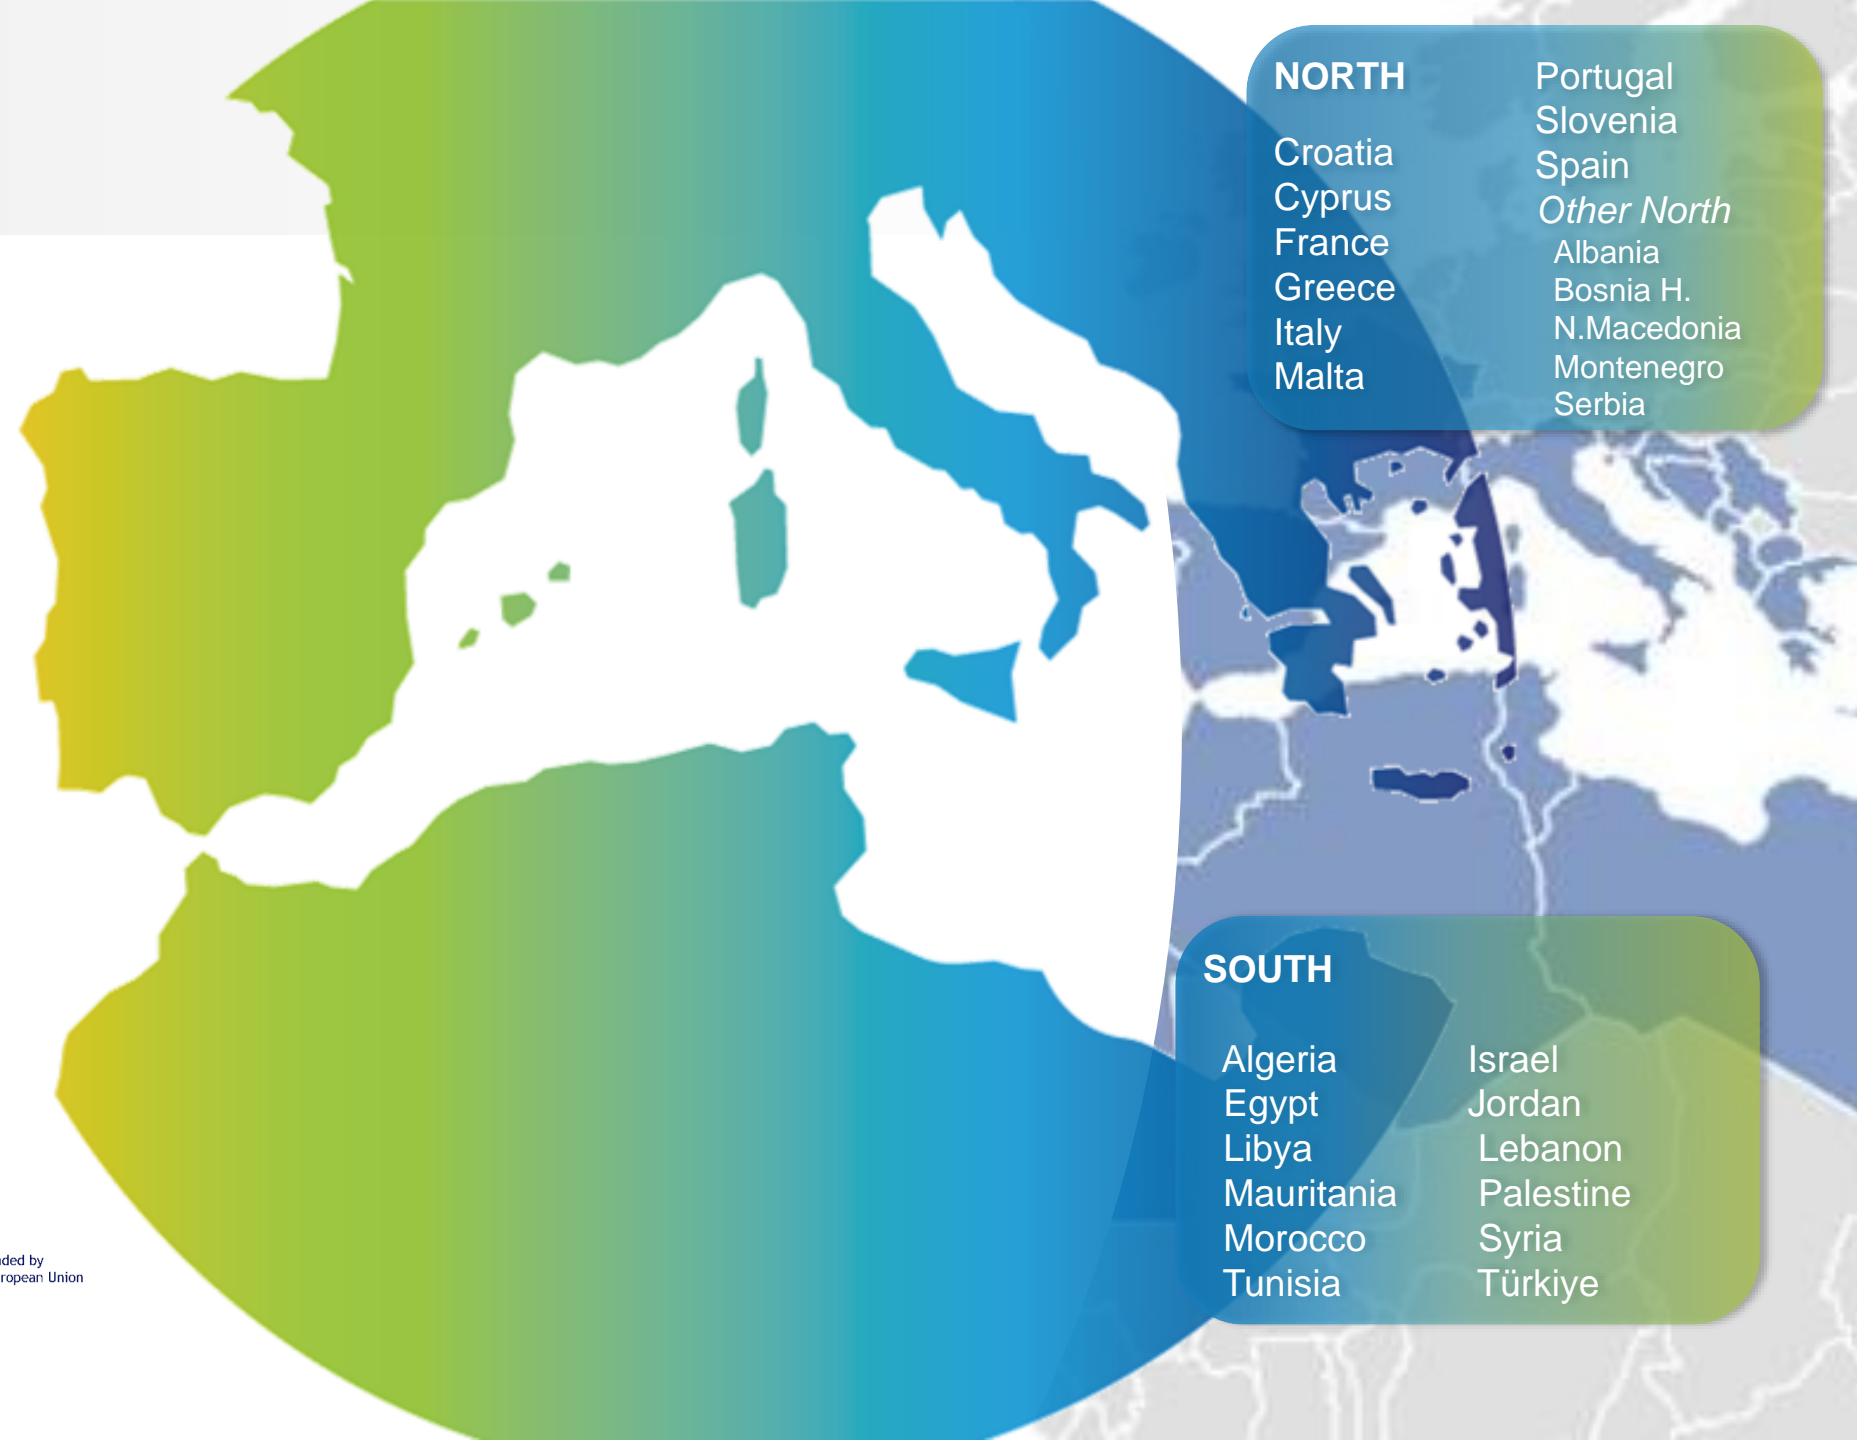 NORTH
Croatia
Cyprus
France
Greece
Italy
Malta
Portugal
Slovenia
Spain
Other North
Albania
Bosnia H.
N.Macedonia
Montenegro
Serbia
SOUTH
Algeria
Egypt
Libya
Mauritania
Morocco
Tunisia
Israel
Jordan
Lebanon
Palestine
Syria
Türkiye
ded by
ropean Union